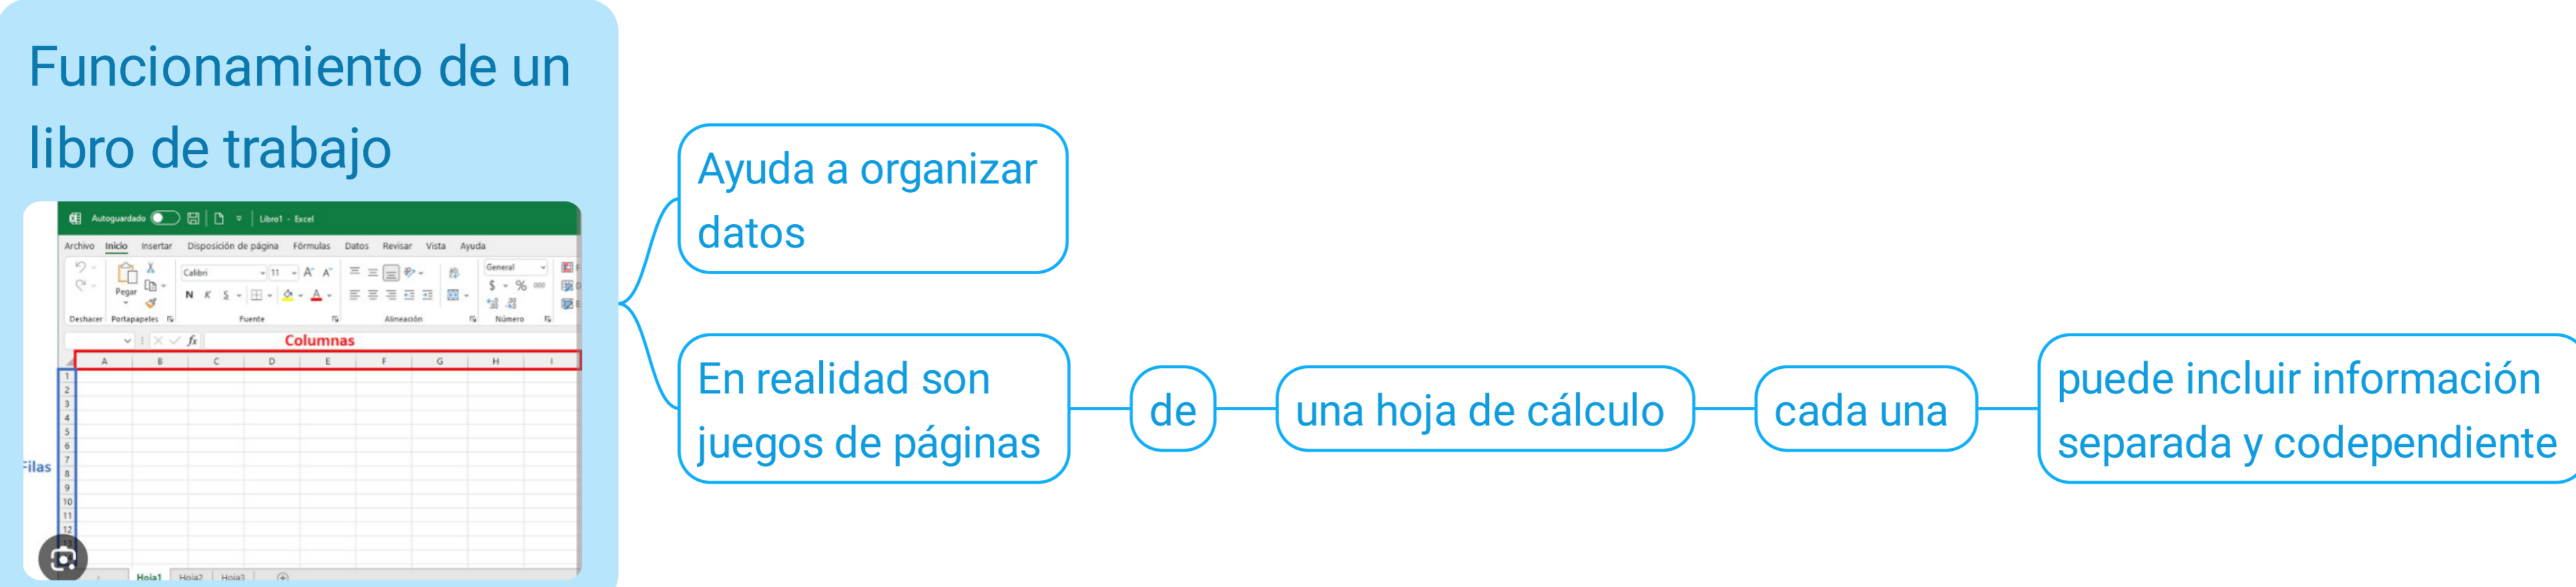 Funcionamiento de un
libro de trabajo
Autoguardado
Libro1 - Excel
Archivo Inicio Insertar Disposición de página Fórmulas Datos Revisar Vista Ayuda
Calibri 11 A A General
Pegar
N K S A $ % 000
Deshacer Portapapeles Fuente Alineación Número
fx Columnas
A B C D E F G H I
1
2
3
4
5
6
7
Filas
8
9
10
11
12
Hoja1 Hoja2 Hoja3
Ayuda a organizar
datos
En realidad son
juegos de páginas
de
una hoja de cálculo
cada una
puede incluir información
separada y codependiente